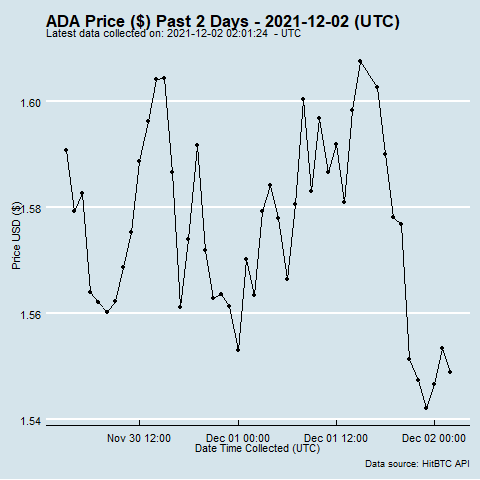 ADA Price ($) Past 2 Days - 2021-12-02 (UTC)
Latest data collected on: 2021-12-02 02:01:24 - UTC
Price USD ($)
1.60
1.58
1.56
1.54
Nov 30 12:00 Dec 01 00:00 Dec 01 12:00 Dec 02 00:00
Date Time Collected (UTC)
Data source: HitBTC API